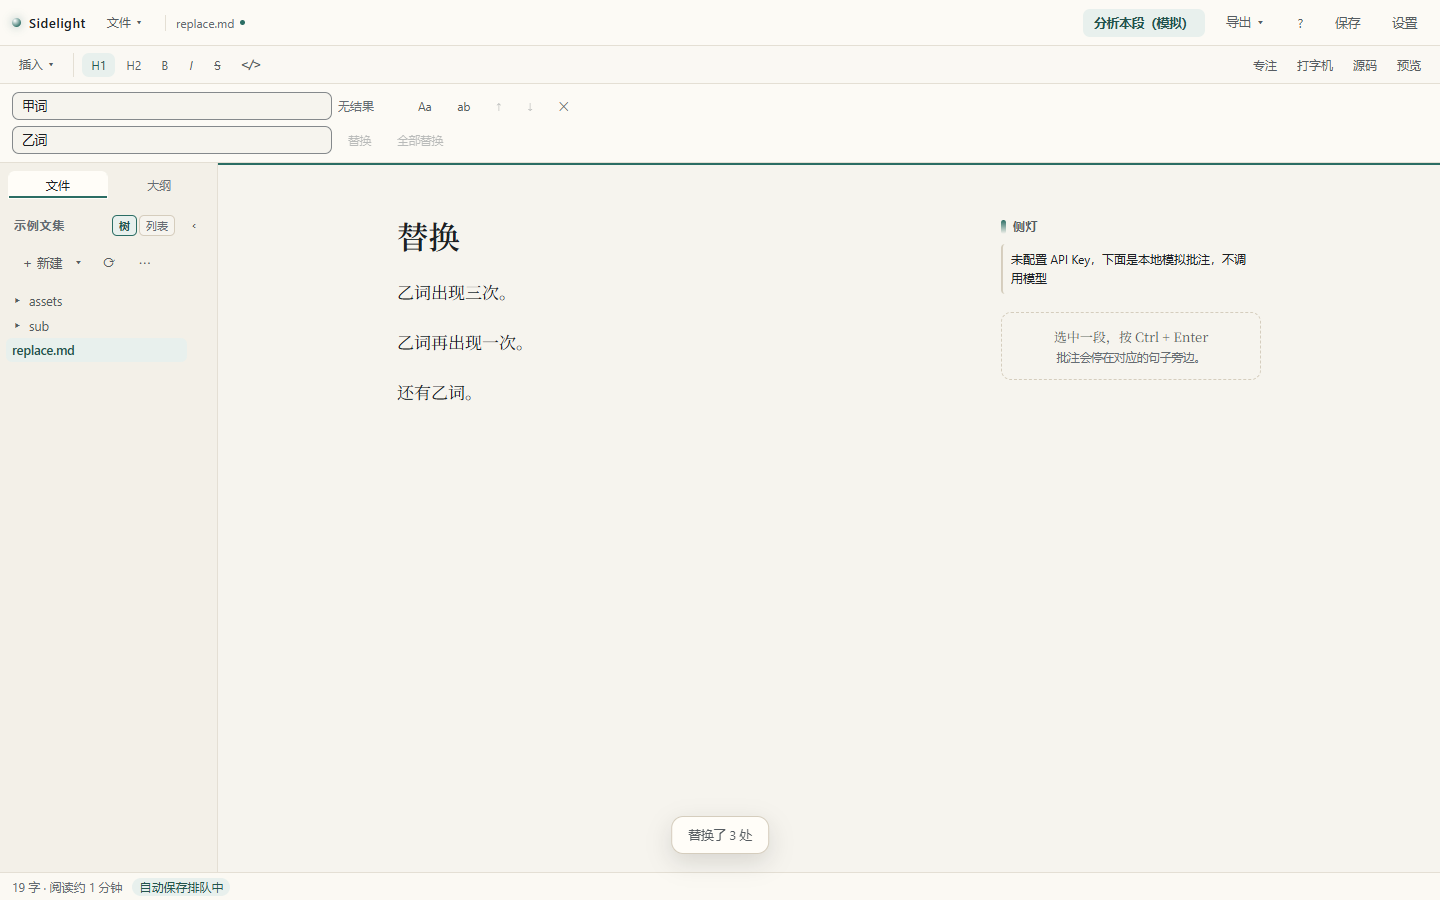 Sidelight 文件 replace.md 分析本段（模拟） 导出 ? 保存 设置
插入 H1 H2 B I S </> 专注 打字机 源码 预览
甲词 无结果 Aa ab ↑ ↓ ×
乙词 替换 全部替换
文件 大纲
示例文集 树 列表 ‹
+ 新建 ···
assets
sub
replace.md
替换
乙词出现三次。
乙词再出现一次。
还有乙词。
侧灯
未配置 API Key，下面是本地模拟批注，不调
用模型
选中一段，按 Ctrl + Enter
批注会停在对应的句子旁边。
替换了 3 处
19 字 · 阅读约 1 分钟 自动保存排队中